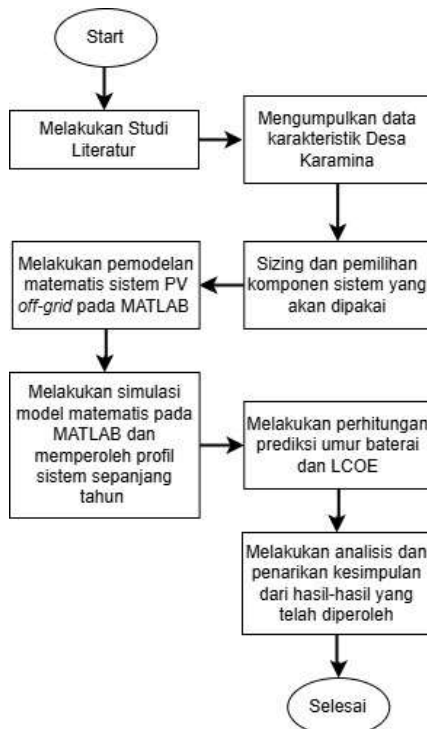 Start
Melakukan Studi
Literatur
Mengumpulkan data
karakteristik Desa
Karamina
Sizing dan pemilihan
komponen sistem yang
akan dipakai
Melakukan pemodelan
matematis sistem PV
off-grid pada MATLAB
Melakukan simulasi
model matematis pada
MATLAB dan
memperoleh profil
sistem sepanjang
tahun
Melakukan perhitungan
prediksi umur baterai
dan LCOE
Melakukan analisis dan
penarikan kesimpulan
dari hasil-hasil yang
telah diperoleh
Selesai